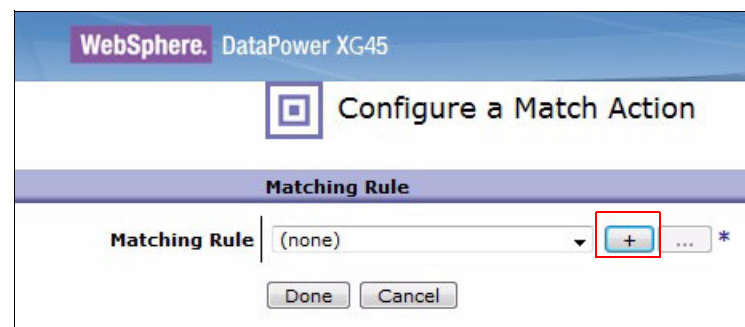 WebSphere. DataPower XG45
Configure a Match Action
Matching Rule
Matching Rule (none) + ... *
Done Cancel